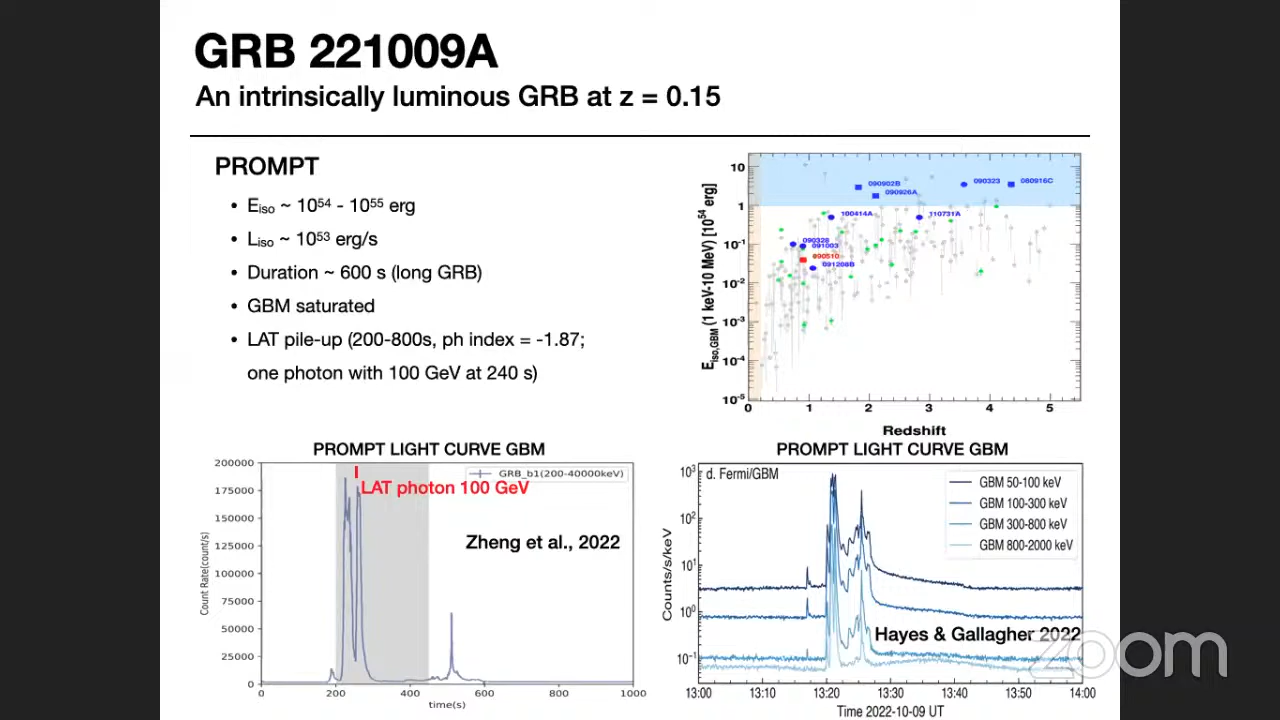 GRB 221009A
An intrinsically luminous GRB at z = 0.15
PROMPT
• Eiso ~ 10^54 - 10^55 erg
• Liso ~ 10^53 erg/s
• Duration ~ 600 s (long GRB)
• GBM saturated
• LAT pile-up (200-800s, ph index = -1.87;
one photon with 100 GeV at 240 s)
Eiso,GBM (1 keV-10 MeV) [10^54 erg]
10
1
10^-1
10^-2
10^-3
10^-4
10^-5
090902B
090926A
090323
080916C
100414A
110731A
090328
091003
090510
091208B
0 1 2 3 4 5
Redshift
PROMPT LIGHT CURVE GBM
200000
175000
150000
125000
100000
75000
50000
25000
0
Count Rate(count/s)
GRB_b1(200-40000keV)
LAT photon 100 GeV
Zheng et al., 2022
0 200 400 600 800 1000
time(s)
PROMPT LIGHT CURVE GBM
d. Fermi/GBM
GBM 50-100 keV
GBM 100-300 keV
GBM 300-800 keV
GBM 800-2000 keV
Counts/s/keV
10^3
10^2
10^1
10^0
10^-1
Hayes & Gallagher 2022
13:00 13:10 13:20 13:30 13:40 13:50 14:00
Time 2022-10-09 UT
zoom